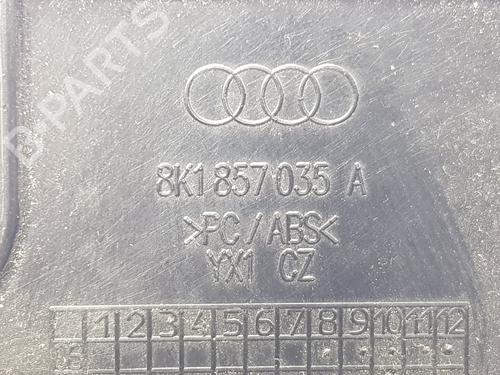 B-PARTS
8K1 857 035 A
>PC/ABS<
YX1 CZ
1 2 3 4 5 6 7 8 9 10 11 12